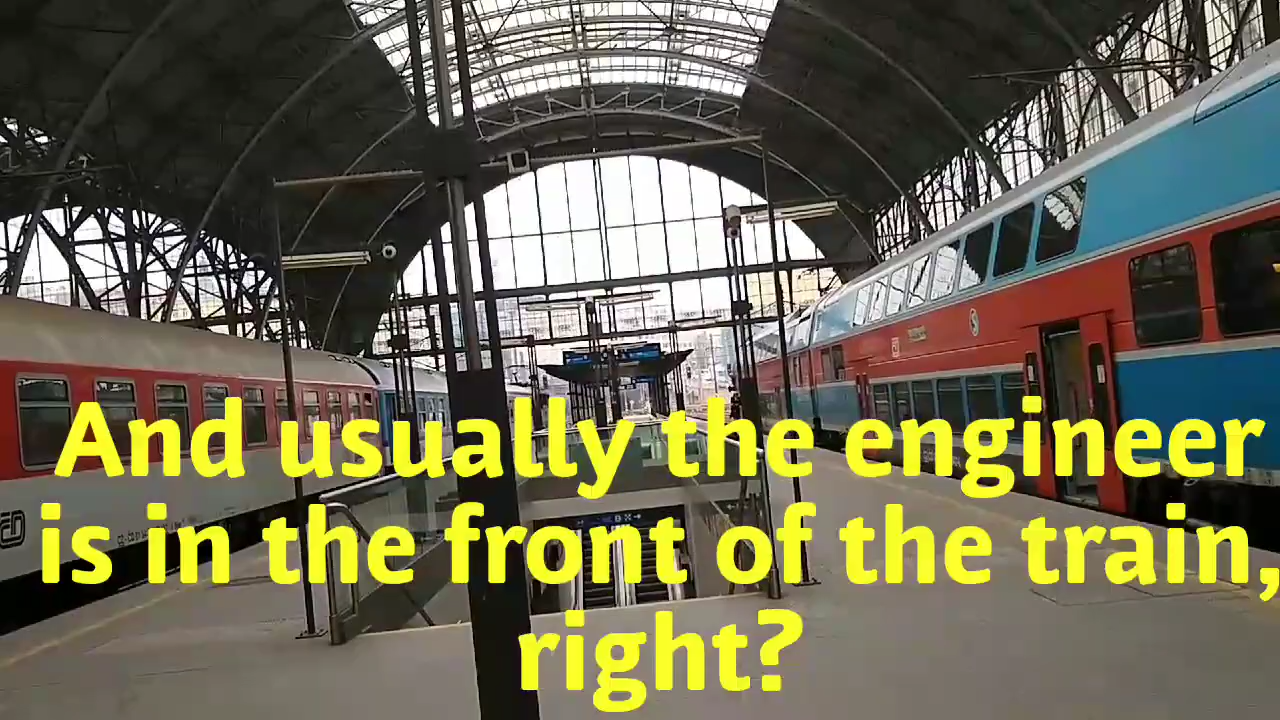 And usually the engineer
is in the front of the train,
right?